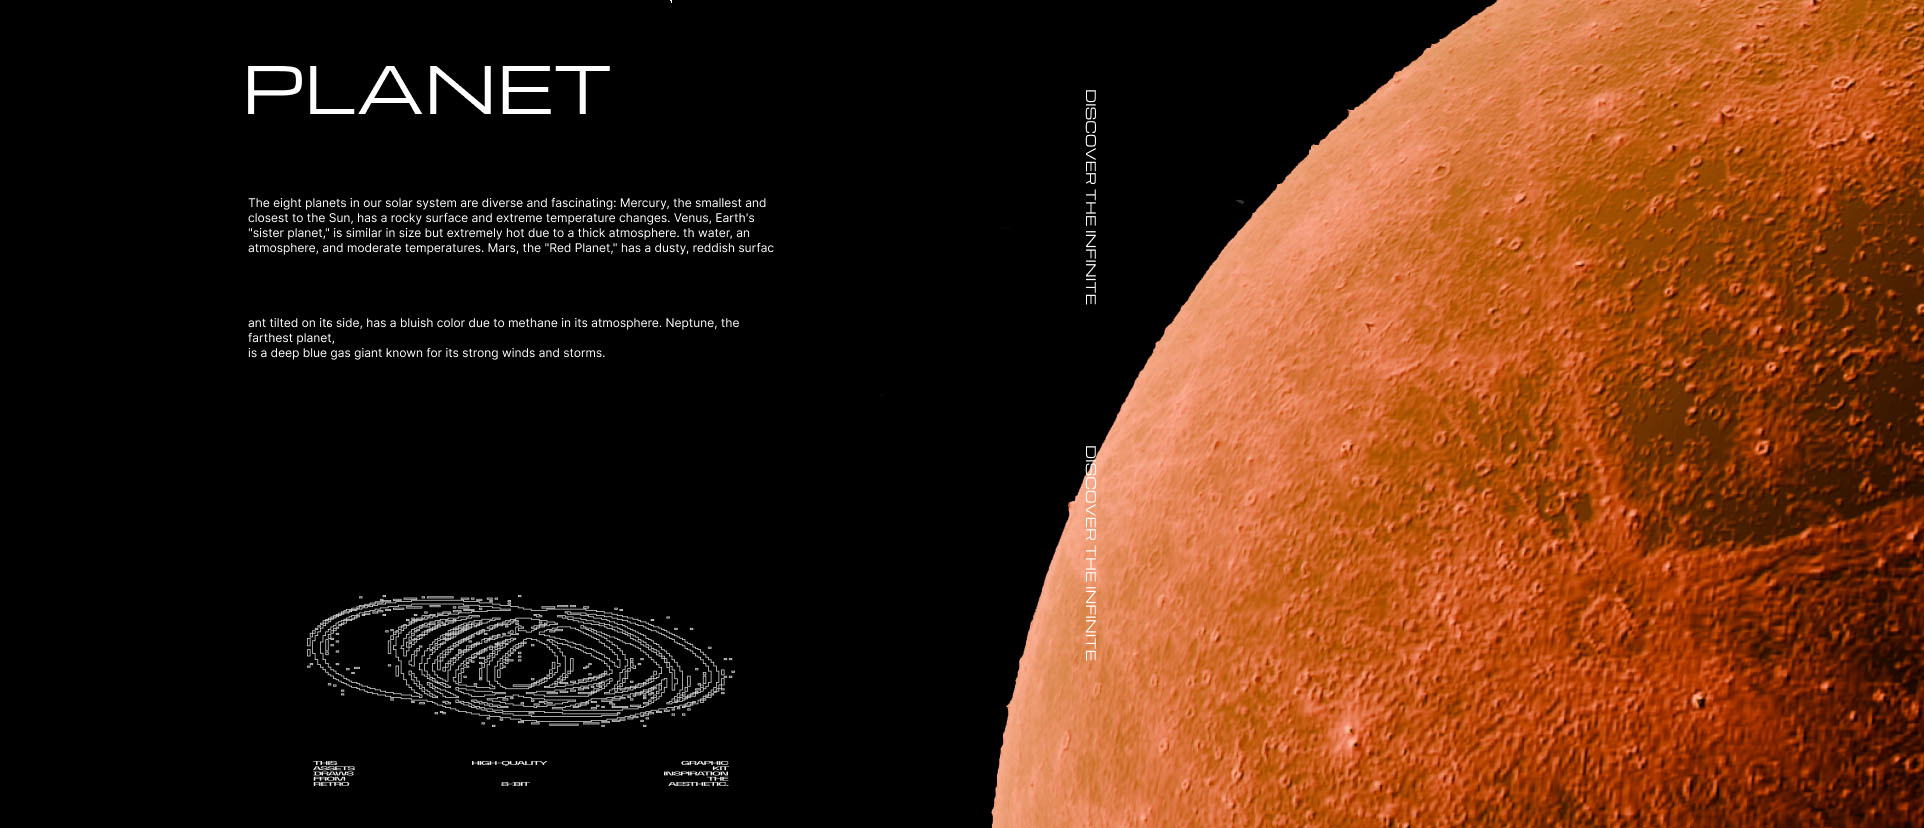 PLANET
The eight planets in our solar system are diverse and fascinating: Mercury, the smallest and
closest to the Sun, has a rocky surface and extreme temperature changes. Venus, Earth's
"sister planet," is similar in size but extremely hot due to a thick atmosphere. th water, an
atmosphere, and moderate temperatures. Mars, the "Red Planet," has a dusty, reddish surfac
ant tilted on its side, has a bluish color due to methane in its atmosphere. Neptune, the
farthest planet,
is a deep blue gas giant known for its strong winds and storms.
THIS
ASSETS
DRAWS
FROM
RETRO
HIGH-QUALITY
8-BIT
GRAPHIC
KIT
INSPIRATION
THE
AESTHETIC.
DISCOVER THE INFINITE
DISCOVER THE INFINITE